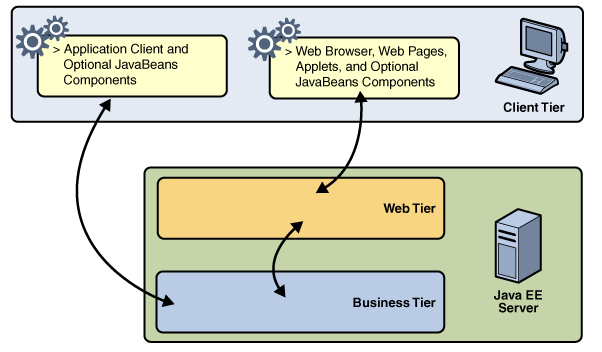 > Application Client and
Optional JavaBeans
Components
> Web Browser, Web Pages,
Applets, and Optional
JavaBeans Components
Client Tier
Web Tier
Business Tier
Java EE
Server